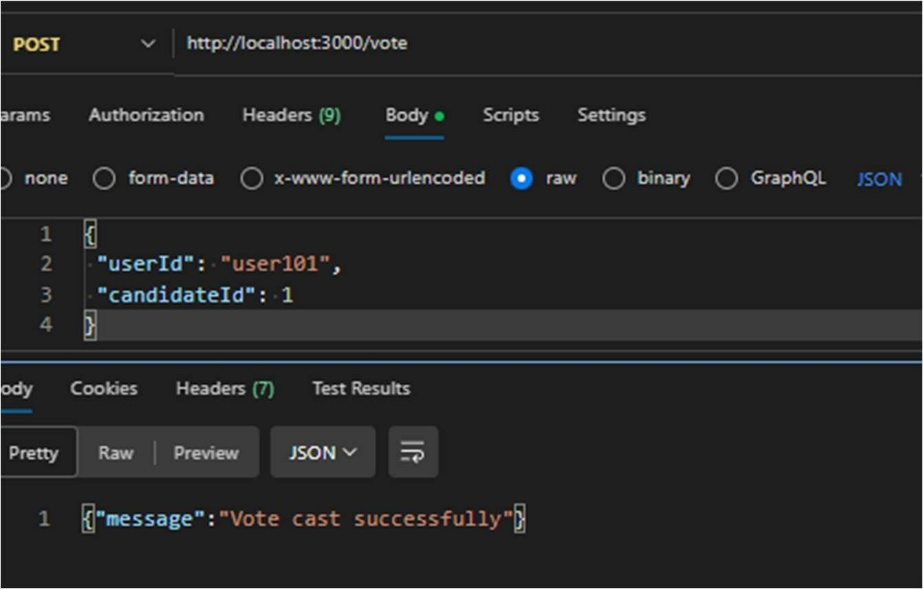 POST http://localhost:3000/vote
arams Authorization Headers (9) Body Scripts Settings
none form-data x-www-form-urlencoded raw binary GraphQL JSON
1 {
2 "userId": "user101",
3 "candidateId": 1
4 }
ody Cookies Headers (7) Test Results
Pretty Raw Preview JSON
1 {"message":"Vote cast successfully"}